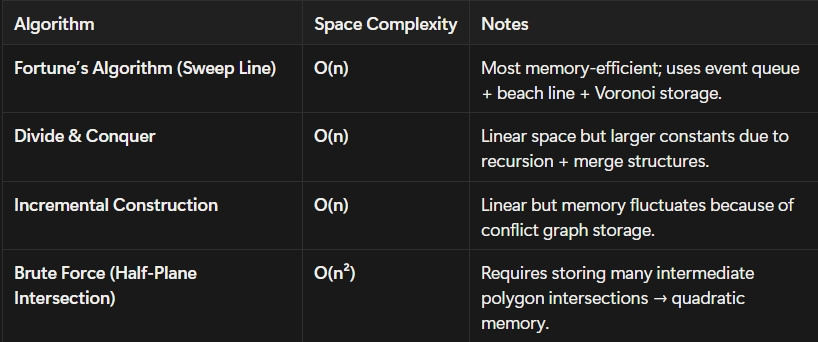 Algorithm Space Complexity Notes
Fortune's Algorithm (Sweep Line) O(n) Most memory-efficient; uses event queue
+ beach line + Voronoi storage.
Divide & Conquer O(n) Linear space but larger constants due to
recursion + merge structures.
Incremental Construction O(n) Linear but memory fluctuates because of
conflict graph storage.
Brute Force (Half-Plane O(n²) Requires storing many intermediate
Intersection) polygon intersections → quadratic
memory.